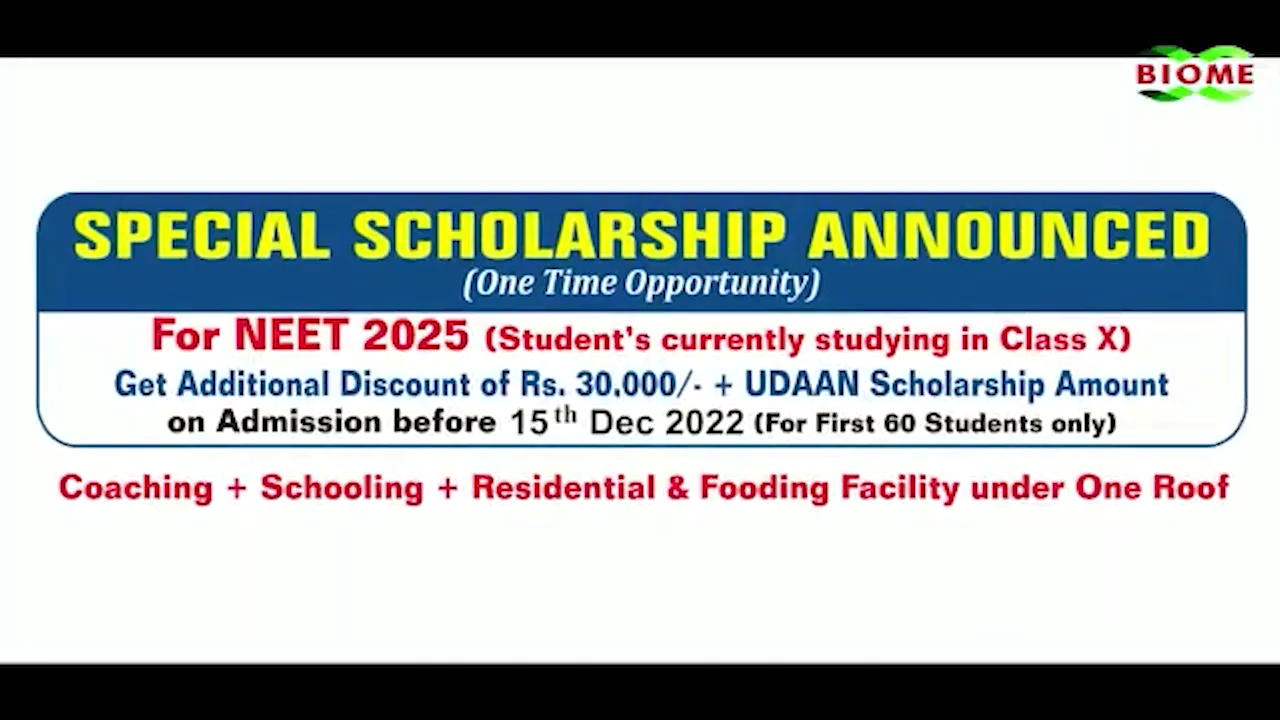 BIOME
SPECIAL SCHOLARSHIP ANNOUNCED
(One Time Opportunity)
For NEET 2025 (Student's currently studying in Class X)
Get Additional Discount of Rs. 30,000/- + UDAAN Scholarship Amount
on Admission before 15th Dec 2022 (For First 60 Students only)
Coaching + Schooling + Residential & Fooding Facility under One Roof